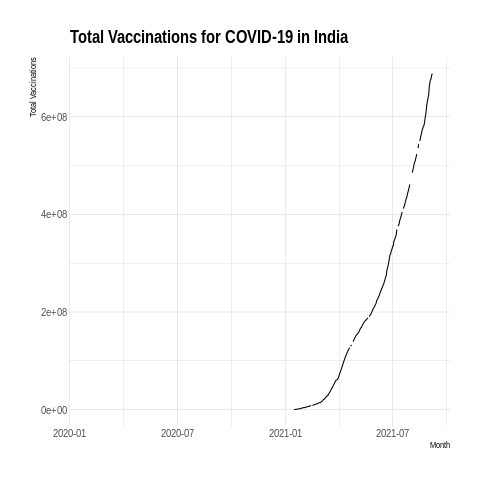 Total Vaccinations for COVID-19 in India
Total Vaccinations
6e+08
4e+08
2e+08
0e+00
2020-01 2020-07 2021-01 2021-07
Month